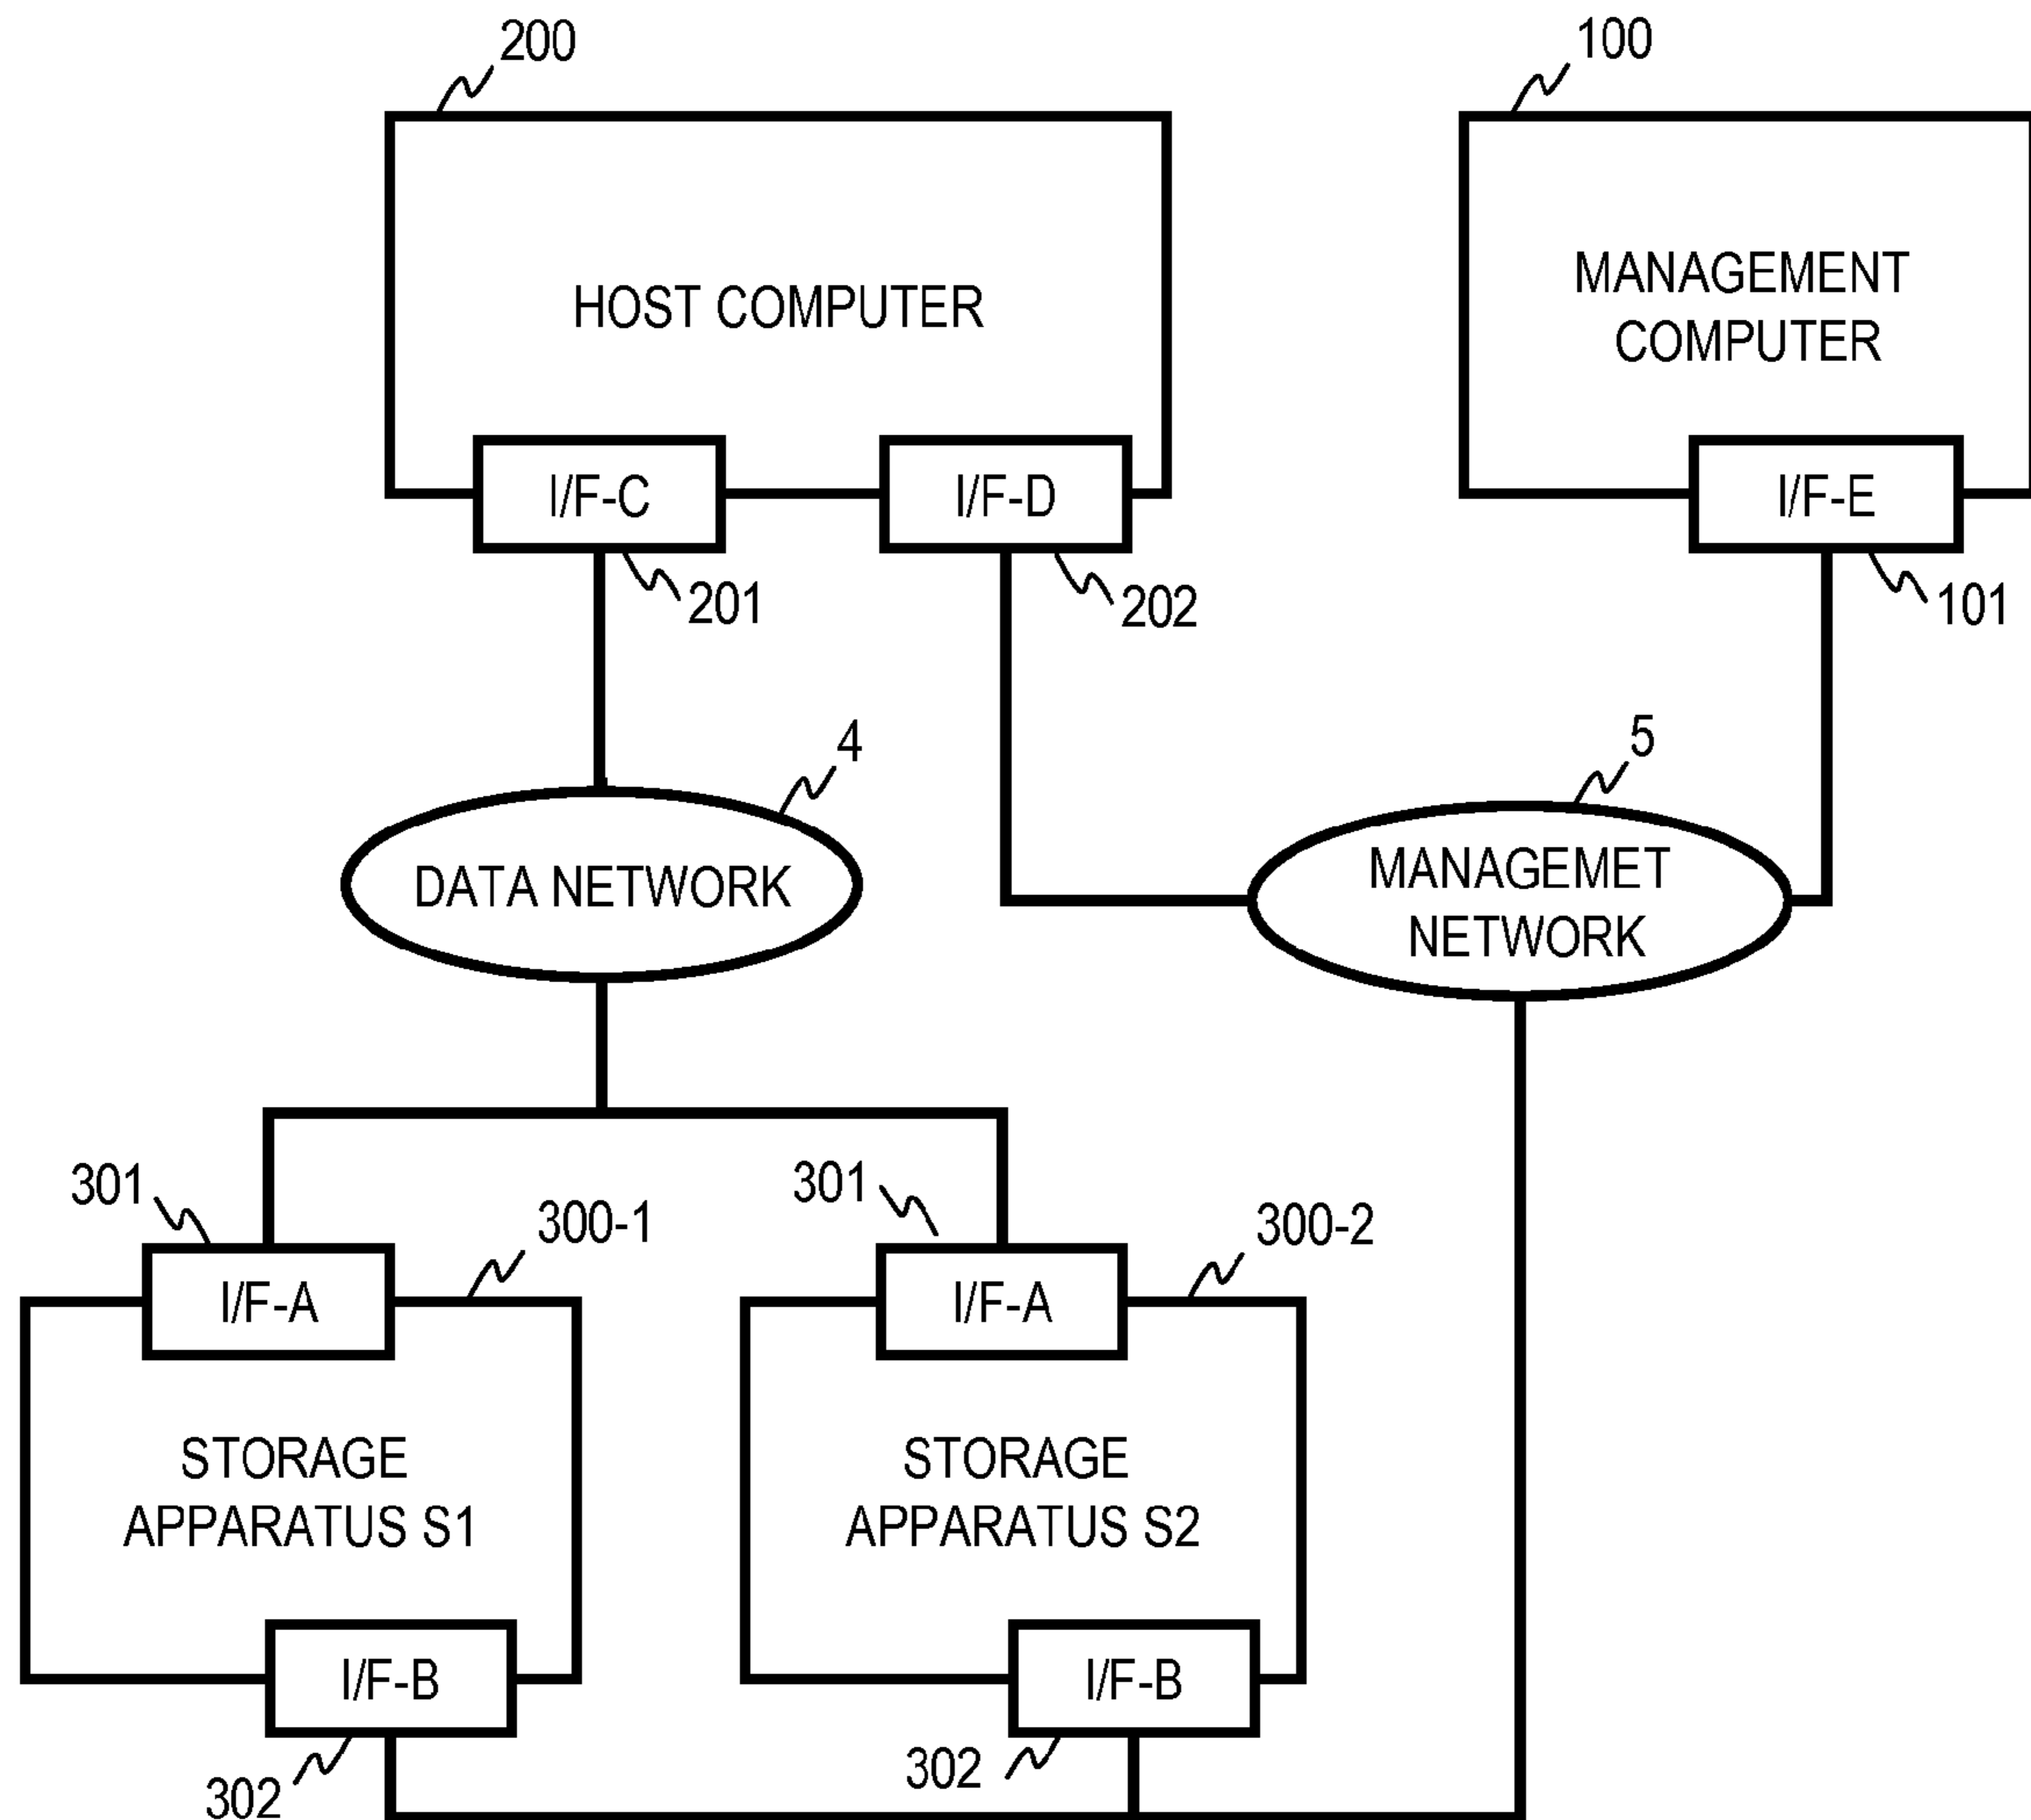 200
100
HOST COMPUTER
MANAGEMENT
COMPUTER
I/F-C
I/F-D
I/F-E
201
202
101
4
5
DATA NETWORK
MANAGEMET
NETWORK
301
300-1
301
300-2
I/F-A
I/F-A
STORAGE
APPARATUS S1
STORAGE
APPARATUS S2
I/F-B
I/F-B
302
302